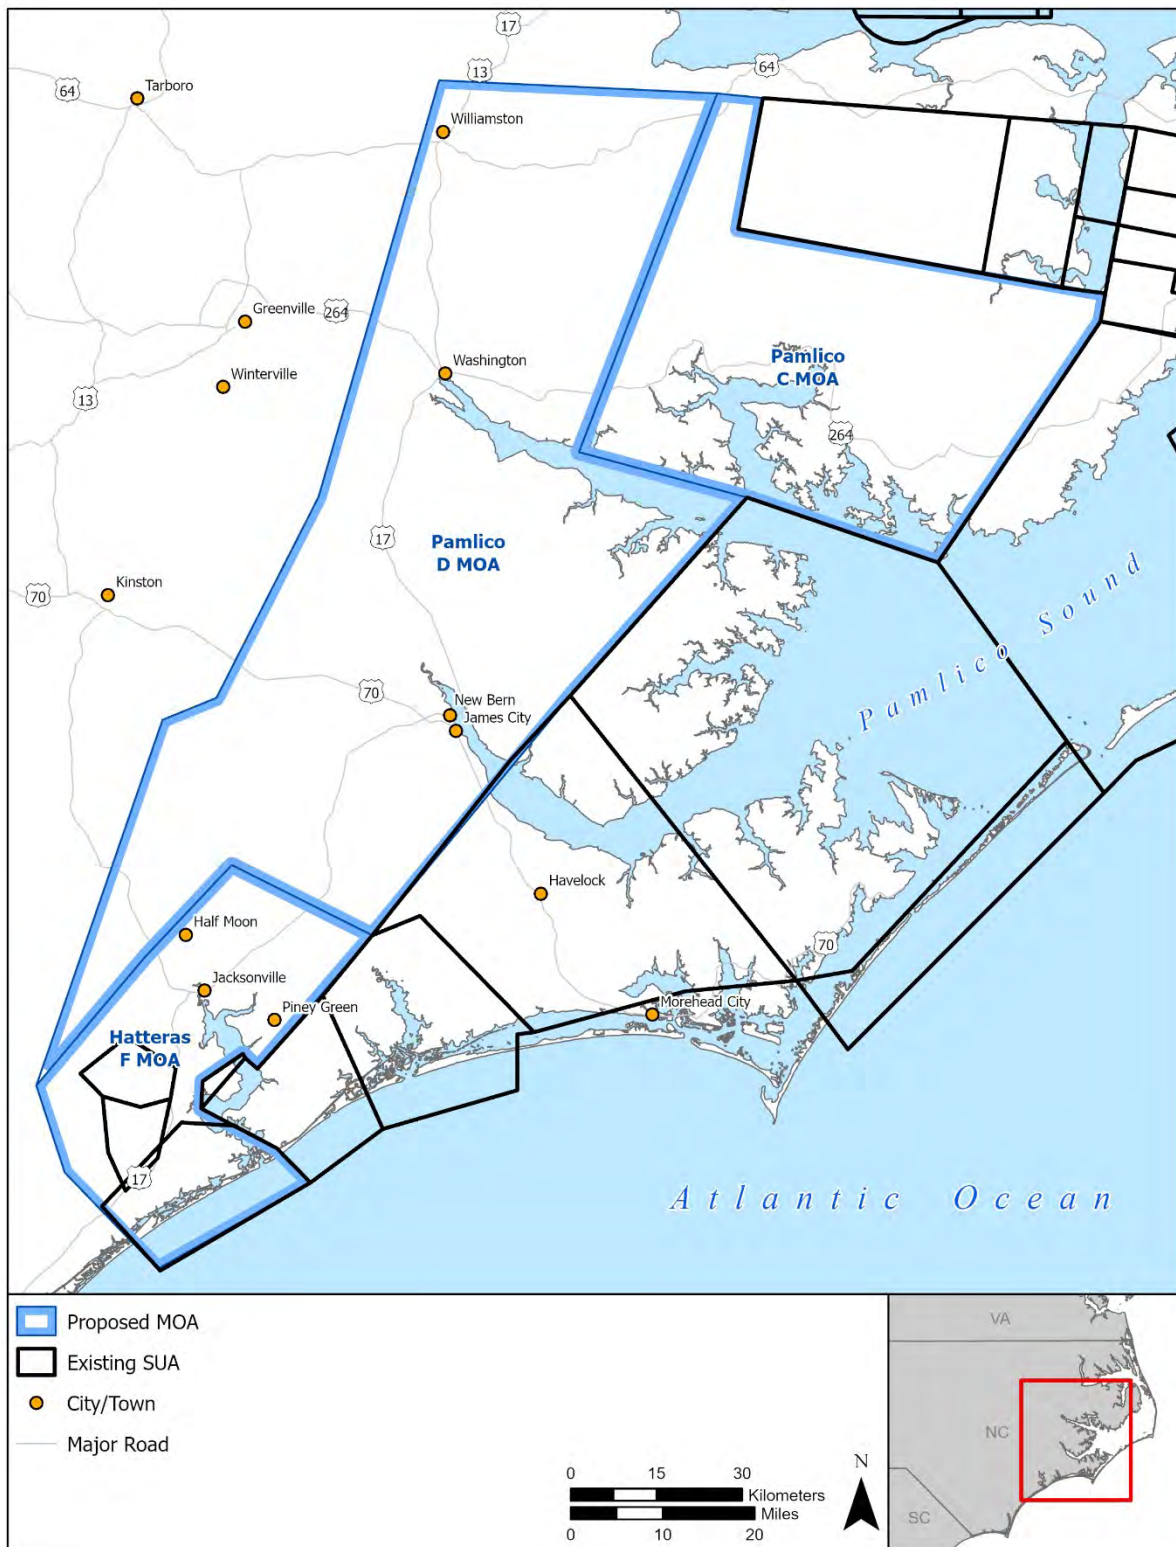 17
13
64
64
Tarboro
Williamston
Greenville
264
Winterville
Washington
Pamlico
C MOA
13
264
17
Pamlico
D MOA
Kinston
70
Pamlico Sound
70
New Bern
James City
Havelock
Half Moon
70
Jacksonville
Morehead City
Piney Green
Hatteras
F MOA
17
Atlantic Ocean
Proposed MOA
Existing SUA
City/Town
Major Road
0 15 30
Kilometers
Miles
0 10 20
N
VA
NC
SC